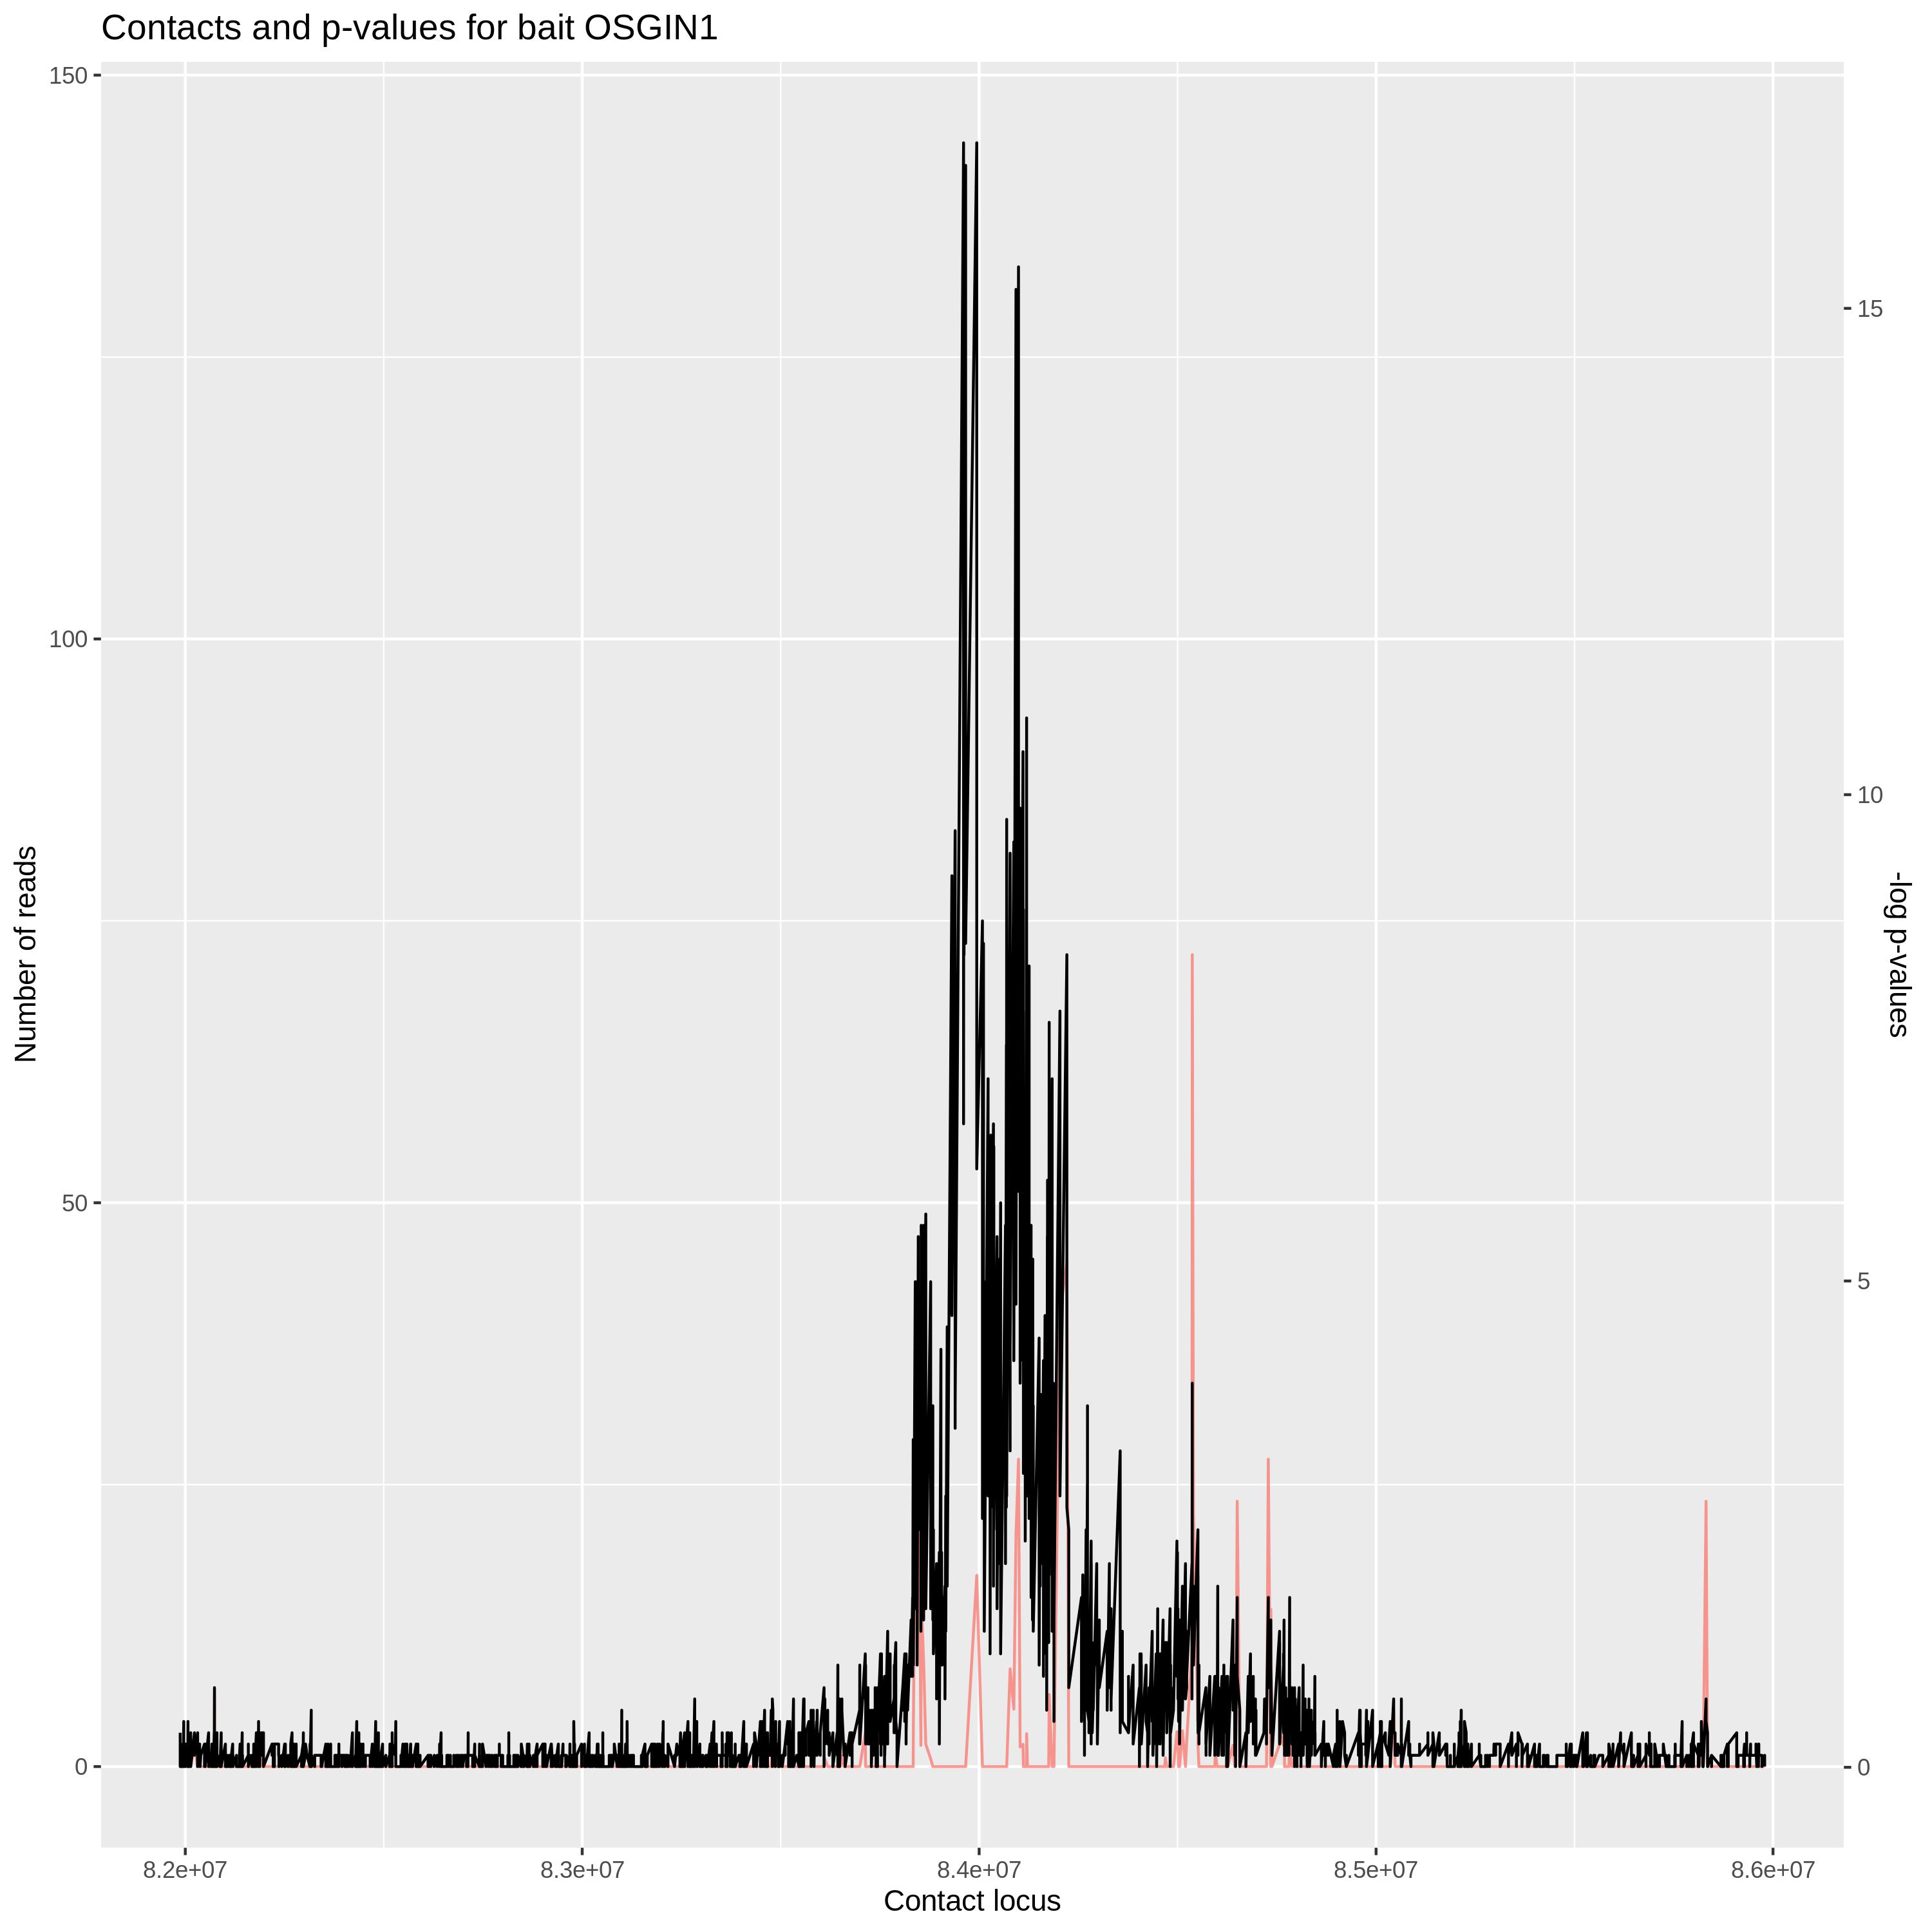 Contacts and p-values for bait OSGIN1
150
100
50
0
Number of reads
15
10
5
0
-log p-values
8.2e+07
8.3e+07
8.4e+07
8.5e+07
8.6e+07
Contact locus